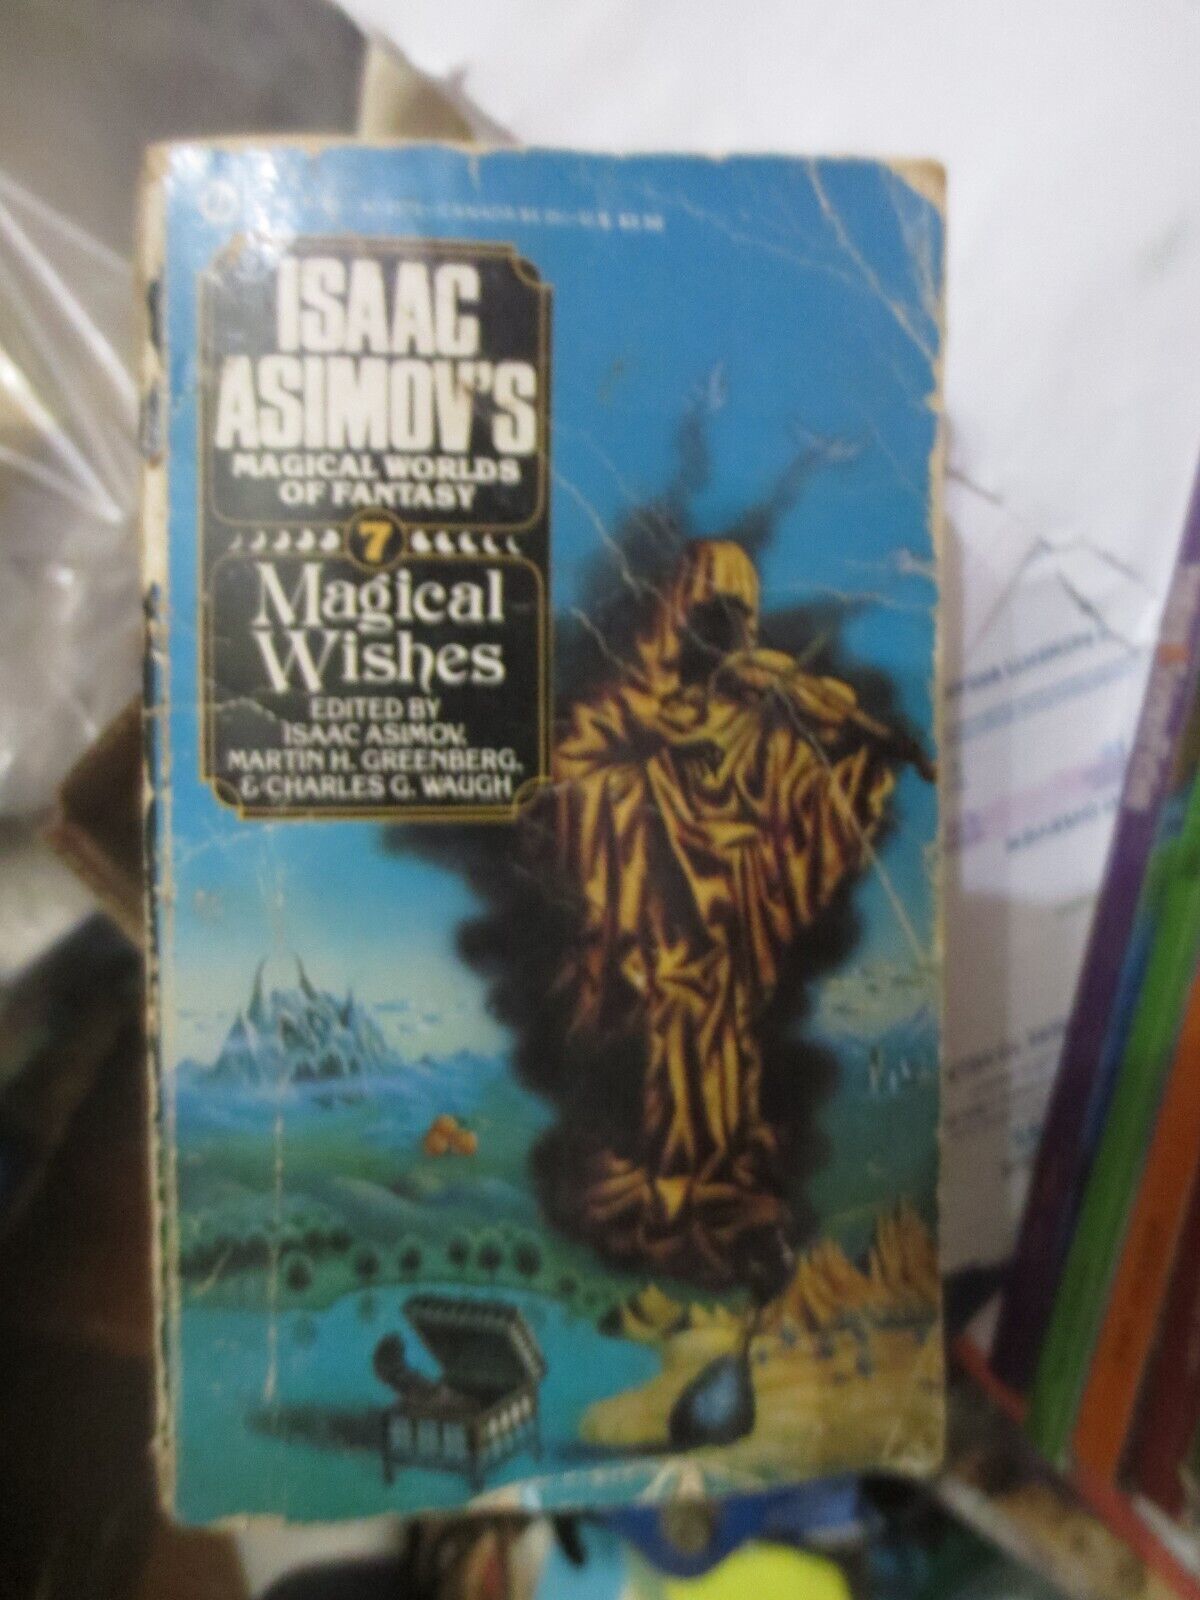 ISAAC
ASIMOV'S
MAGICAL WORLDS
OF FANTASY
7
Magical
Wishes
EDITED BY
ISAAC ASIMOV,
MARTIN H. GREENBERG,
& CHARLES G. WAUGH